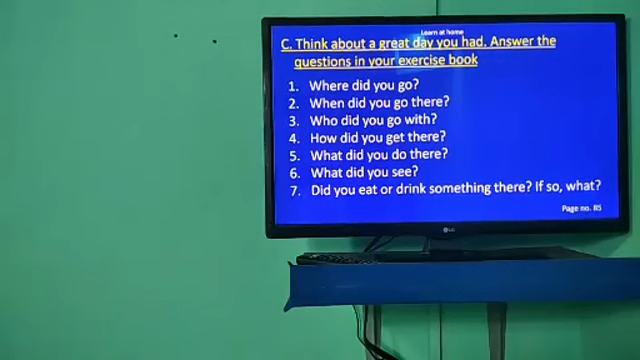 Learn at home
C. Think about a great day you had. Answer the
questions in your exercise book
1. Where did you go?
2. When did you go there?
3. Who did you go with?
4. How did you get there?
5. What did you do there?
6. What did you see?
7. Did you eat or drink something there? If so, what?
Page no. 85
LG